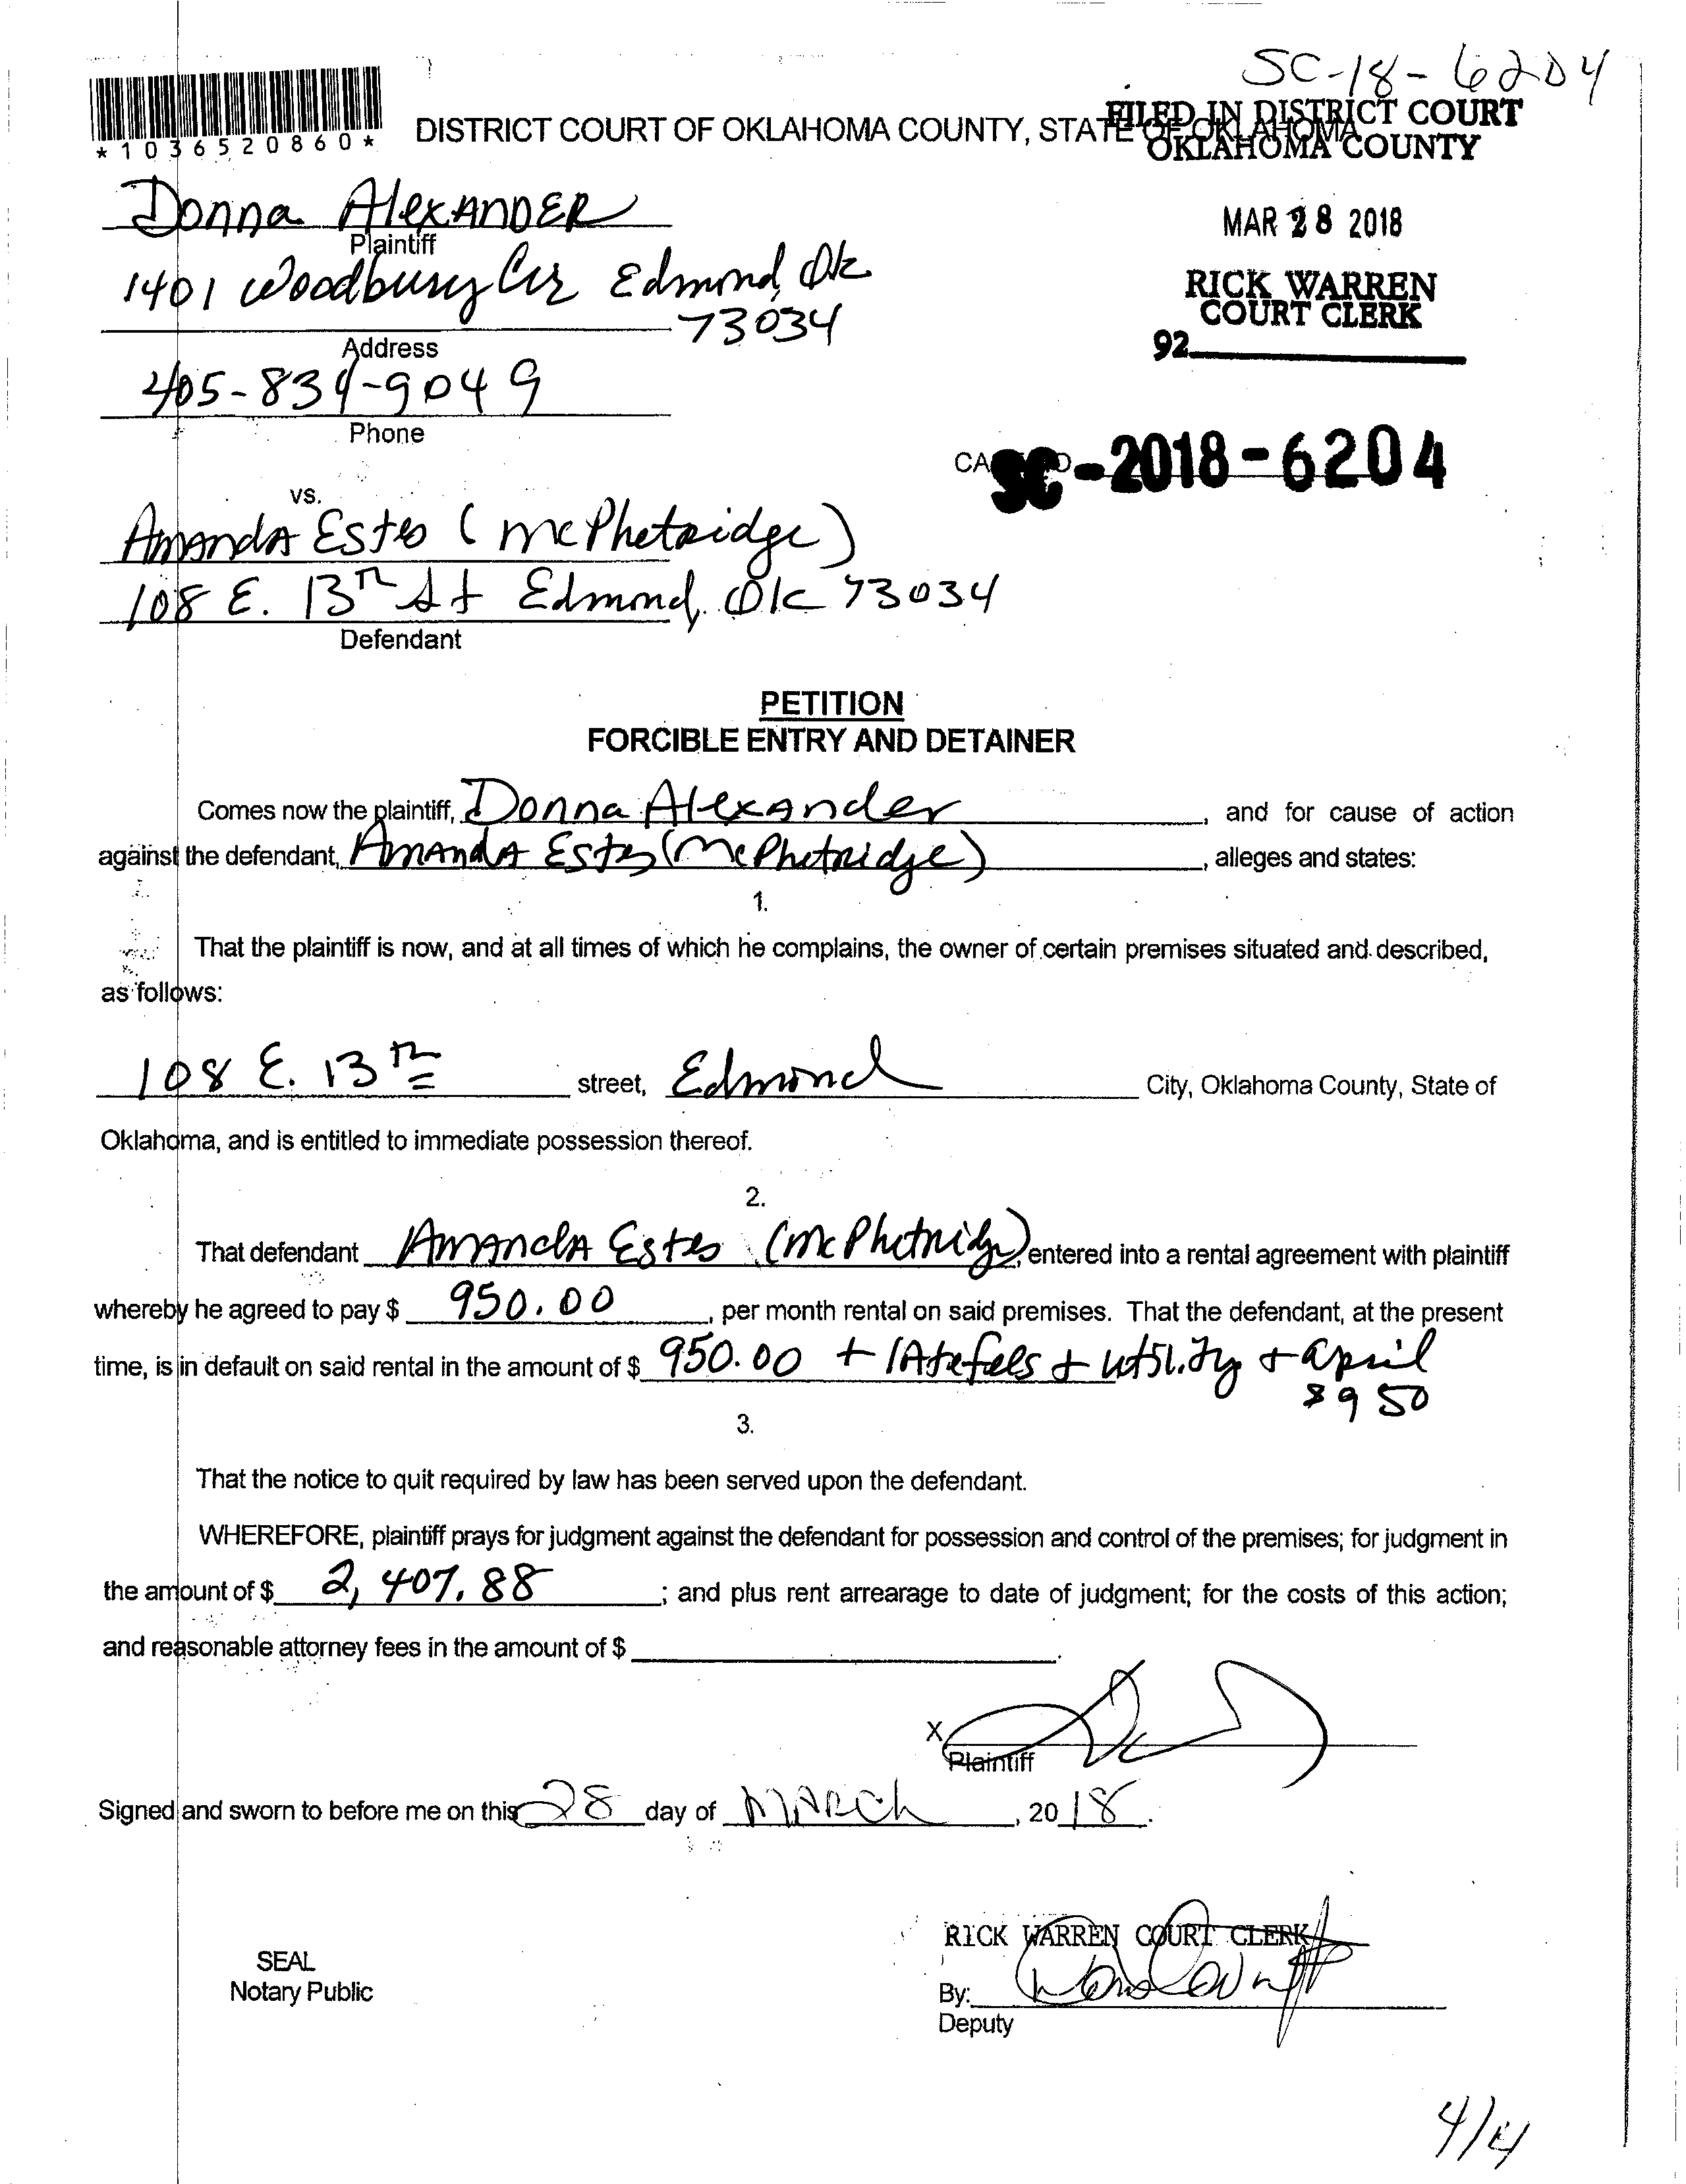 SC-18-6204
*1036520860*
DISTRICT COURT OF OKLAHOMA COUNTY, STATE OF OKLAHOMA
FILED IN DISTRICT COURT
OKLAHOMA COUNTY
Donna AlexANDER
Plaintiff
MAR 28 2018
1401 Woodbury Cir Edmond, Ok
73034
Address
RICK WARREN
COURT CLERK
92
405-834-9049
Phone
SC-2018-6204
vs.
AmandA Estes (McPhetridge)
108 E. 13th St Edmond, Ok 73034
Defendant
PETITION
FORCIBLE ENTRY AND DETAINER
Comes now the plaintiff, Donna Alexander, and for cause of action
against the defendant, AmandA Estes (McPhetridge), alleges and states:
1.
That the plaintiff is now, and at all times of which he complains, the owner of certain premises situated and described,
as follows:
108 E. 13th street, Edmond City, Oklahoma County, State of
Oklahoma, and is entitled to immediate possession thereof.
2.
That defendant AmandA Estes (McPhetridge), entered into a rental agreement with plaintiff
whereby he agreed to pay $ 950.00, per month rental on said premises. That the defendant, at the present
time, is in default on said rental in the amount of $ 950.00 + latefees + utility + april
$950
3.
That the notice to quit required by law has been served upon the defendant.
WHEREFORE, plaintiff prays for judgment against the defendant for possession and control of the premises; for judgment in
the amount of $ 2,407.88; and plus rent arrearage to date of judgment; for the costs of this action;
and reasonable attorney fees in the amount of $
X
Plaintiff
Signed and sworn to before me on this 28 day of MARCh, 2018.
RICK WARREN COURT CLERK
SEAL
Notary Public
By:
Deputy
4/4